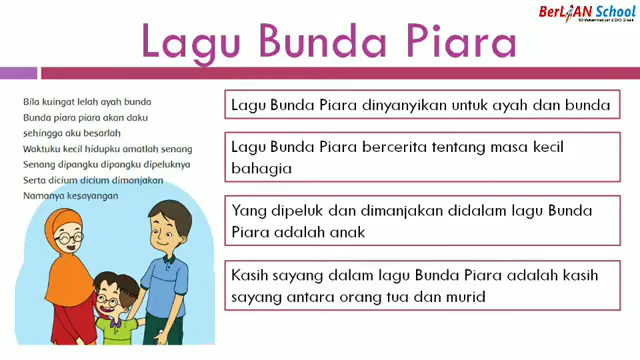 BerLIAN School
Lagu Bunda Piara
Bila kuingat lelah ayah bunda
Bunda piara piara akan daku
sehingga aku besarlah
Waktuku kecil hidupku amatlah senang
Senang dipangku dipangku dipeluknya
Serta dicium dicium dimanjakan
Namanya kesayangan
Lagu Bunda Piara dinyanyikan untuk ayah dan bunda
Lagu Bunda Piara bercerita tentang masa kecil
bahagia
Yang dipeluk dan dimanjakan didalam lagu Bunda
Piara adalah anak
Kasih sayang dalam lagu Bunda Piara adalah kasih
sayang antara orang tua dan murid